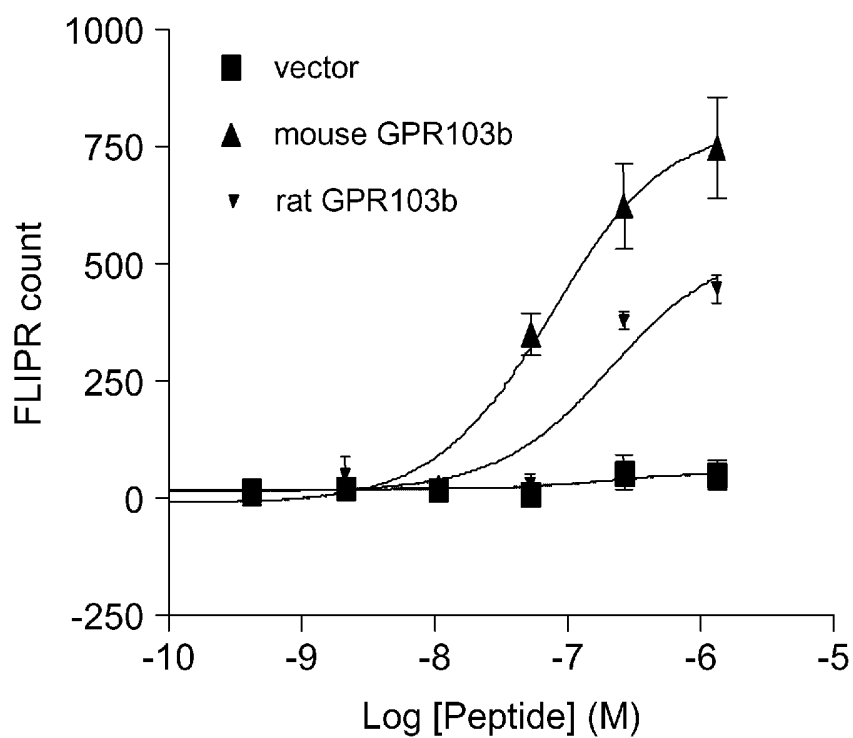 1000
vector
mouse GPR103b
750
rat GPR103b
FLIPR count
500
250
0
-250
-10 -9 -8 -7 -6 -5
Log [Peptide] (M)